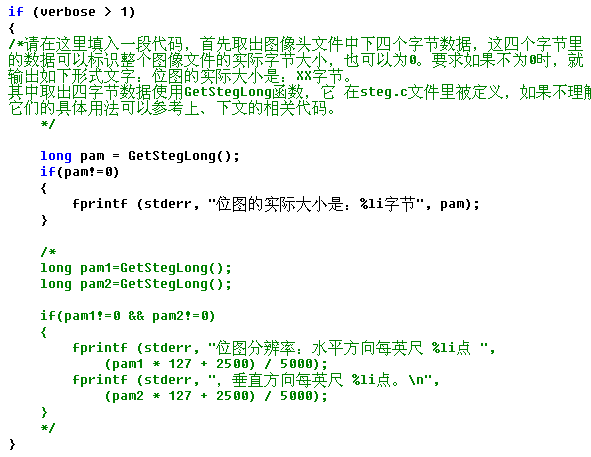 if (verbose > 1)
{
/*请在这里填入一段代码，首先取出图像头文件中下四个字节数据，这四个字节里
的数据可以标识整个图像文件的实际字节大小，也可以为0。要求如果不为0时，就
输出如下形式文字：位图的实际大小是：XX字节。
其中取出四字节数据使用GetStegLong函数，它 在steg.c文件里被定义，如果不理解
它们的具体用法可以参考上、下文的相关代码。
*/
long pam = GetStegLong();
if(pam!=0)
{
fprintf (stderr, "位图的实际大小是：%li字节", pam);
}
/*
long pam1=GetStegLong();
long pam2=GetStegLong();
if(pam1!=0 && pam2!=0)
{
fprintf (stderr, "位图分辨率：水平方向每英尺 %li点 ",
(pam1 * 127 + 2500) / 5000);
fprintf (stderr, "，垂直方向每英尺 %li点。\n",
(pam2 * 127 + 2500) / 5000);
}
*/
}